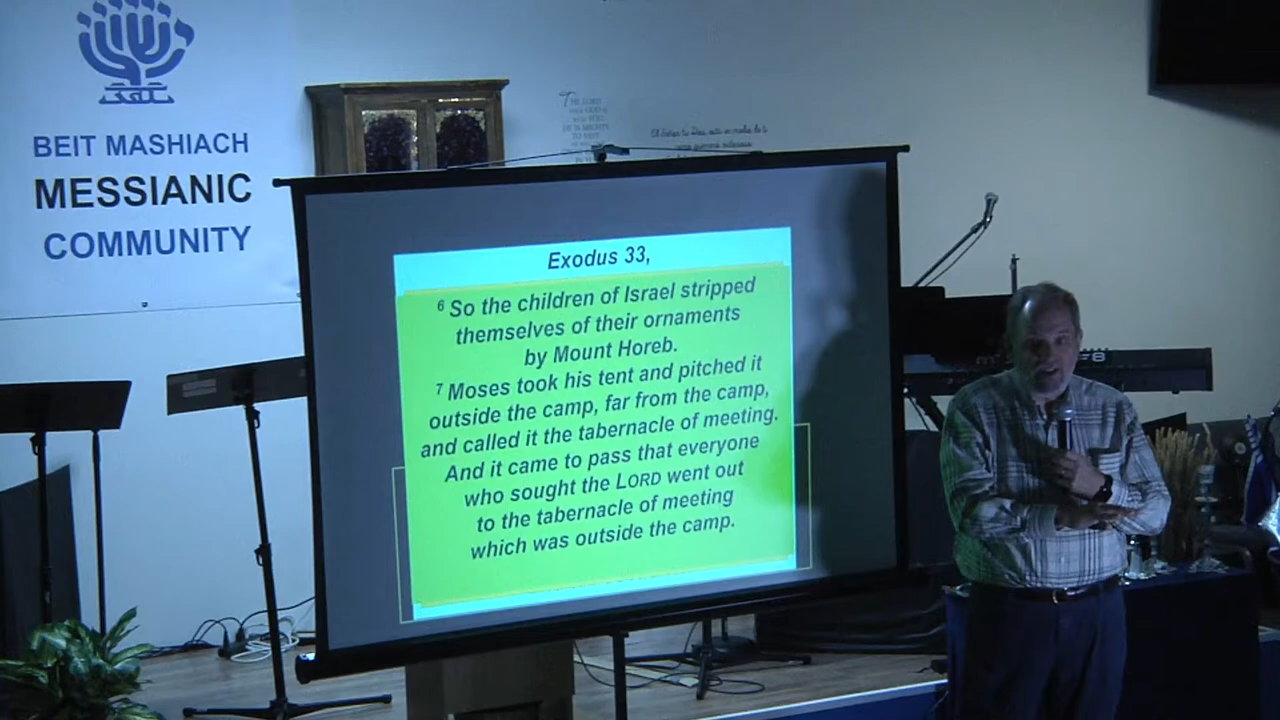 BEIT MASHIACH
MESSIANIC
COMMUNITY
Exodus 33,
6 So the children of Israel stripped
themselves of their ornaments
by Mount Horeb.
7 Moses took his tent and pitched it
outside the camp, far from the camp,
and called it the tabernacle of meeting.
And it came to pass that everyone
who sought the LORD went out
to the tabernacle of meeting
which was outside the camp.